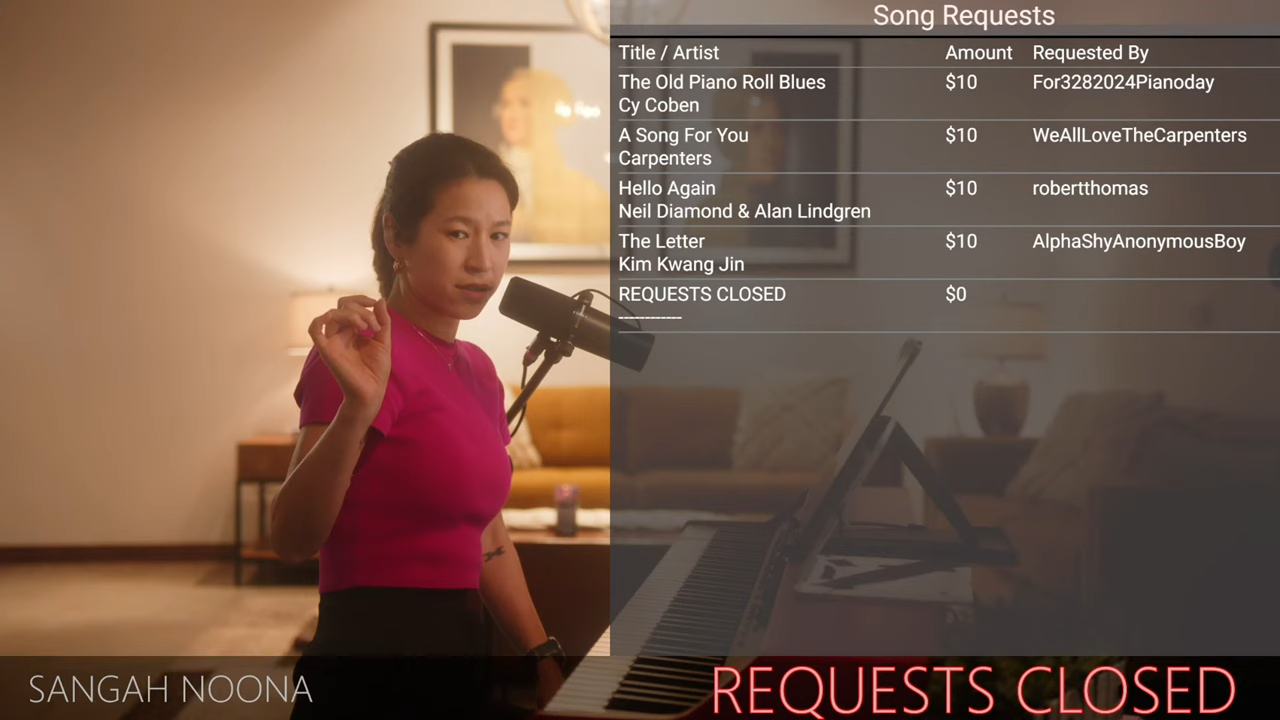 Song Requests
Title / Artist Amount Requested By
The Old Piano Roll Blues $10 For3282024Pianoday
Cy Coben
A Song For You $10 WeAllLoveTheCarpenters
Carpenters
Hello Again $10 robertthomas
Neil Diamond & Alan Lindgren
The Letter $10 AlphaShyAnonymousBoy
Kim Kwang Jin
REQUESTS CLOSED $0
------------
SANGAH NOONA
REQUESTS CLOSED